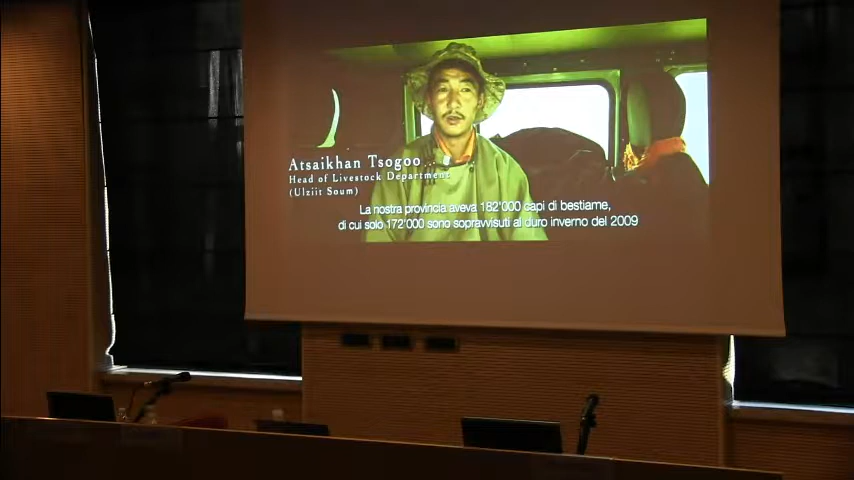 Atsaikhan Tsogoo
Head of Livestock Department
(Ulziit Soum)
La nostra provincia aveva 182'000 capi di bestiame,
di cui solo 172'000 sono sopravvisuti al duro inverno del 2009